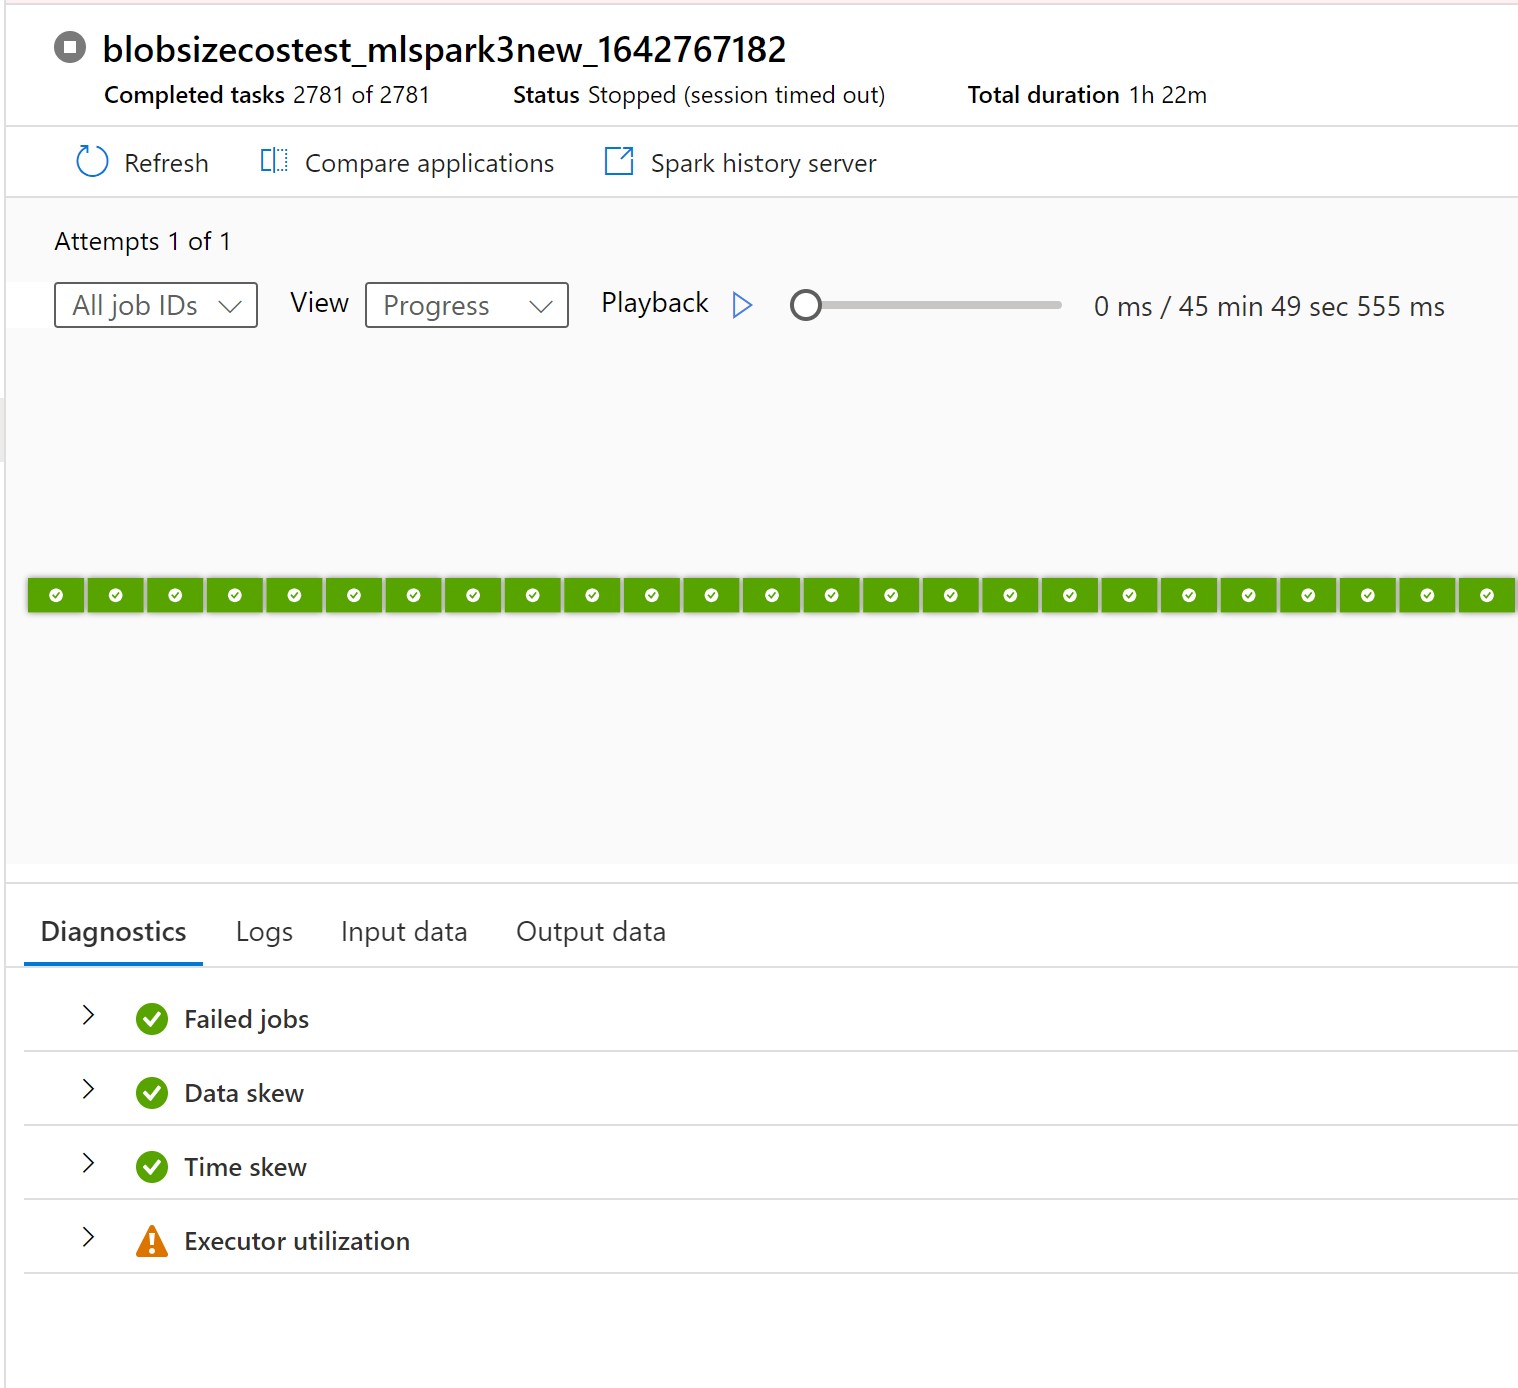 blobsizecostest_mlspark3new_1642767182
Completed tasks 2781 of 2781 Status Stopped (session timed out) Total duration 1h 22m
Refresh Compare applications Spark history server
Attempts 1 of 1
All job IDs View Progress Playback 0 ms / 45 min 49 sec 555 ms
Diagnostics Logs Input data Output data
Failed jobs
Data skew
Time skew
Executor utilization